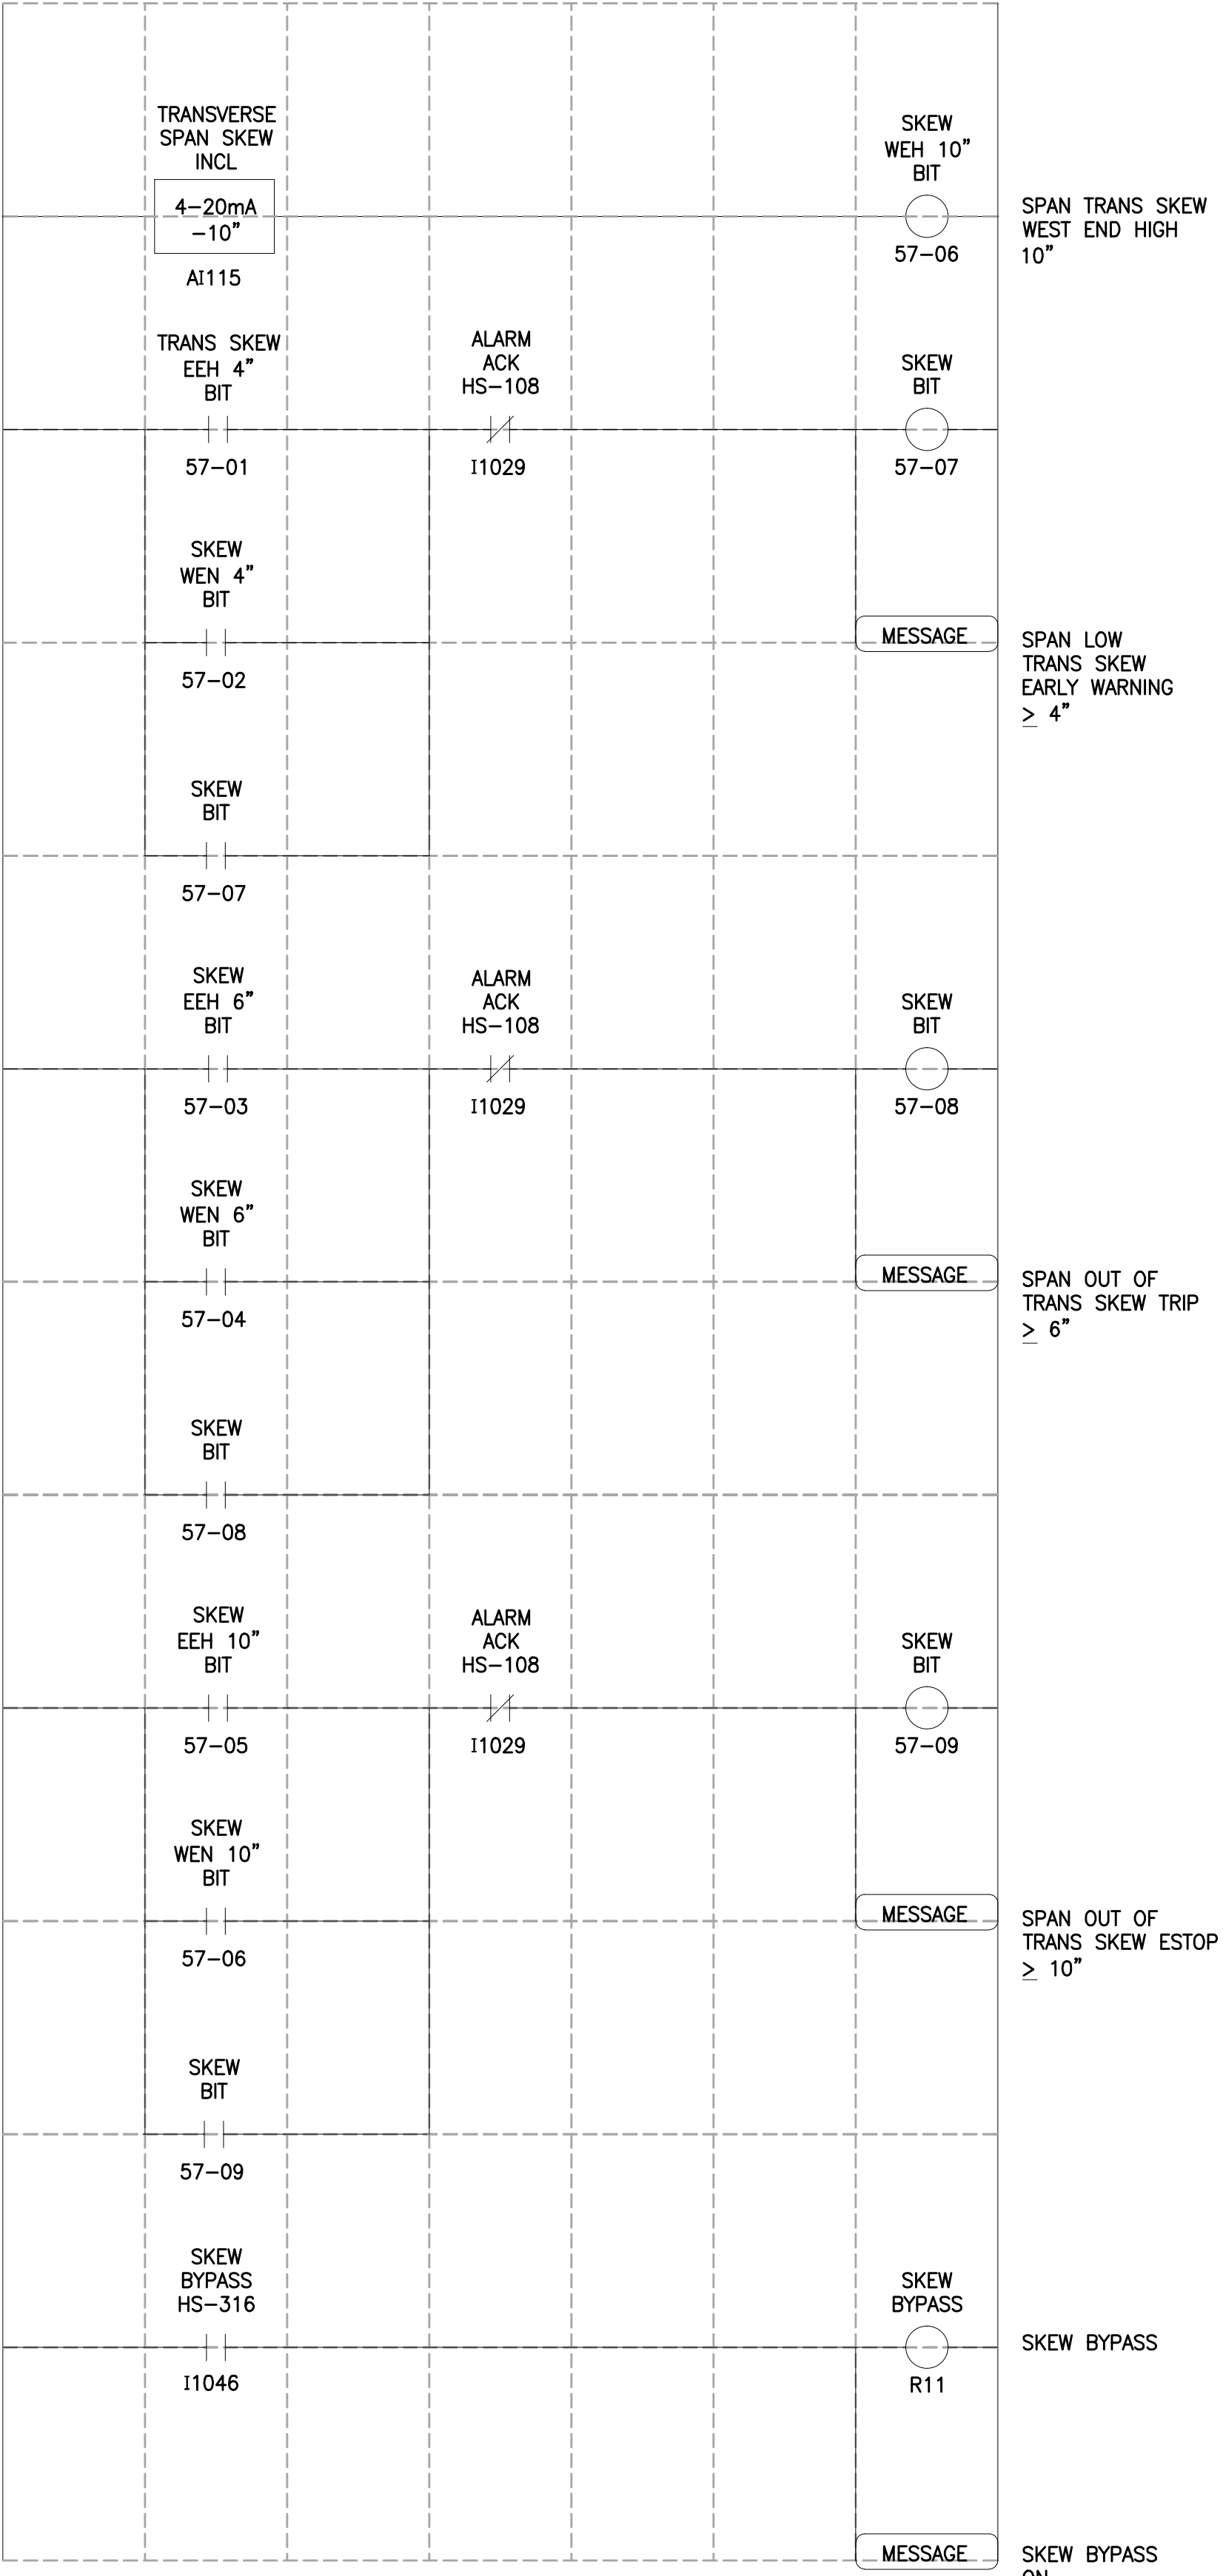 TRANSVERSE
SPAN SKEW
INCL
4-20mA
-10"
AI115
SKEW
WEH 10"
BIT
57-06
SPAN TRANS SKEW
WEST END HIGH
10"
TRANS SKEW
EEH 4"
BIT
57-01
ALARM
ACK
HS-108
I1029
SKEW
BIT
57-07
SKEW
WEN 4"
BIT
57-02
MESSAGE
SPAN LOW
TRANS SKEW
EARLY WARNING
≥ 4"
SKEW
BIT
57-07
SKEW
EEH 6"
BIT
57-03
ALARM
ACK
HS-108
I1029
SKEW
BIT
57-08
SKEW
WEN 6"
BIT
57-04
MESSAGE
SPAN OUT OF
TRANS SKEW TRIP
≥ 6"
SKEW
BIT
57-08
SKEW
EEH 10"
BIT
57-05
ALARM
ACK
HS-108
I1029
SKEW
BIT
57-09
SKEW
WEN 10"
BIT
57-06
MESSAGE
SPAN OUT OF
TRANS SKEW ESTOP
≥ 10"
SKEW
BIT
57-09
SKEW
BYPASS
HS-316
I1046
SKEW
BYPASS
R11
SKEW BYPASS
MESSAGE
SKEW BYPASS
ON